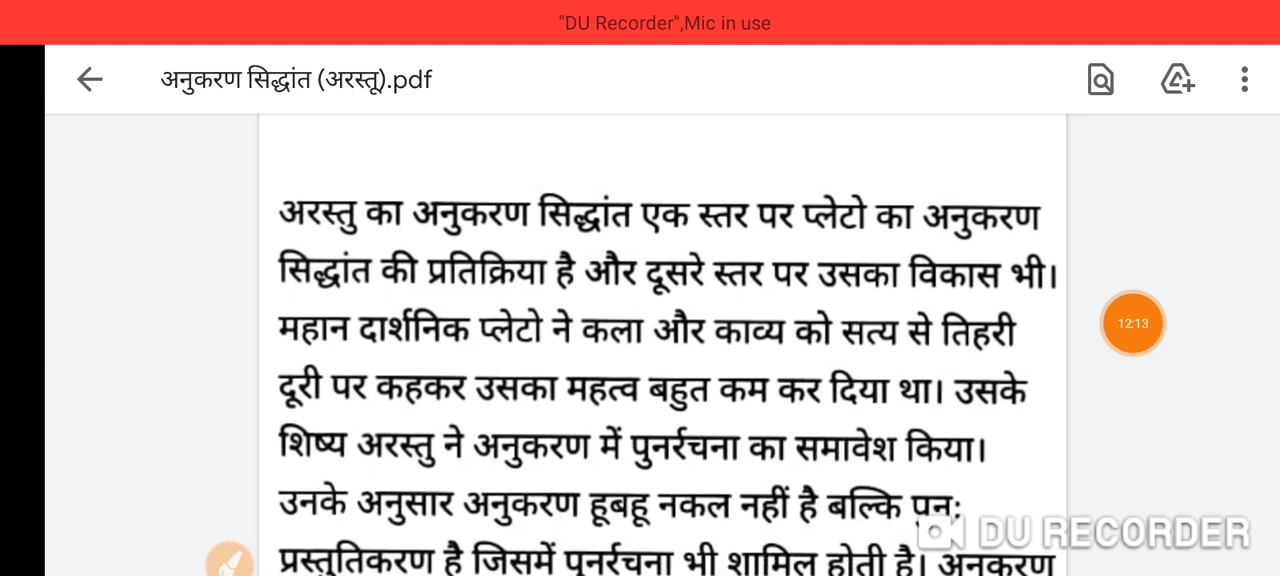 "DU Recorder",Mic in use
अनुकरण सिद्धांत (अरस्तू).pdf
अरस्तु का अनुकरण सिद्धांत एक स्तर पर प्लेटो का अनुकरण
सिद्धांत की प्रतिक्रिया है और दूसरे स्तर पर उसका विकास भी।
महान दार्शनिक प्लेटो ने कला और काव्य को सत्य से तिहरी
12:13
दूरी पर कहकर उसका महत्व बहुत कम कर दिया था। उसके
शिष्य अरस्तु ने अनुकरण में पुनर्रचना का समावेश किया।
उनके अनुसार अनुकरण हूबहू नकल नहीं है बल्कि पुनः
DU RECORDER
प्रस्तुतिकरण है जिसमें पुनर्रचना भी शामिल होती है। अनुकरण